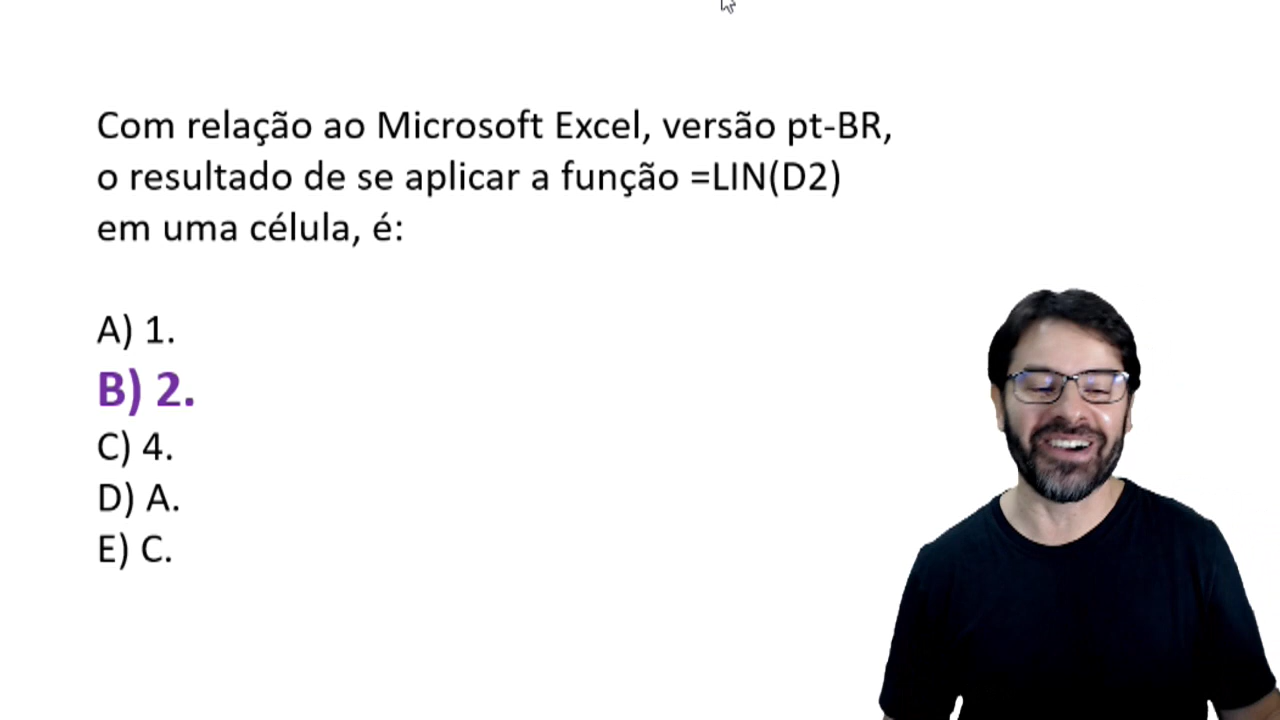 Com relação ao Microsoft Excel, versão pt-BR,
o resultado de se aplicar a função =LIN(D2)
em uma célula, é:
A) 1.
B) 2.
C) 4.
D) A.
E) C.